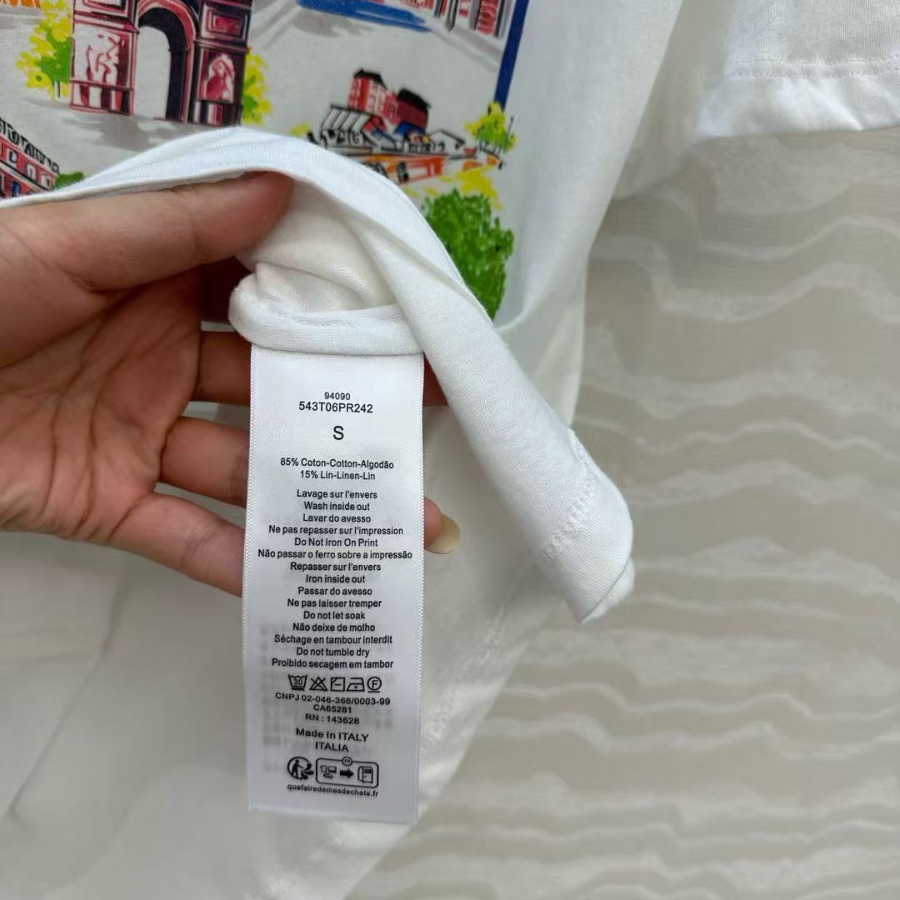 94090
543T06PR242
S
85% Coton-Cotton-Algodão
15% Lin-Linen-Lin
Lavage sur l'envers
Wash inside out
Lavar do avesso
Ne pas repasser sur l'impression
Do Not Iron On Print
Não passar o ferro sobre a impressão
Repasser sur l'envers
Iron inside out
Passar do avesso
Ne pas laisser tremper
Do not let soak
Não deixe de molho
Séchage en tambour interdit
Do not tumble dry
Proibido secagem em tambor
30 F
CNPJ 02-046-366/0003-99
CA65281
RN : 143628
Made in ITALY
ITALIA
FR
quefairedemesdechets.fr